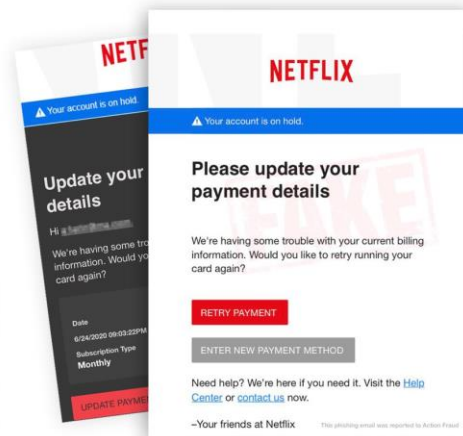 NETF
Your account is on hold.
Update your
details
Hi
We're having some tro
information. Would yo
card again?
Date
6/24/2020 09:03:22PM
Subscription Type
Monthly
UPDATE PAYME
NETFLIX
Your account is on hold.
Please update your
payment details
FAKE
We're having some trouble with your current billing
information. Would you like to retry running your
card again?
RETRY PAYMENT
ENTER NEW PAYMENT METHOD
Need help? We're here if you need it. Visit the Help
Center or contact us now.
–Your friends at Netflix
This phishing email was reported to Action Fraud